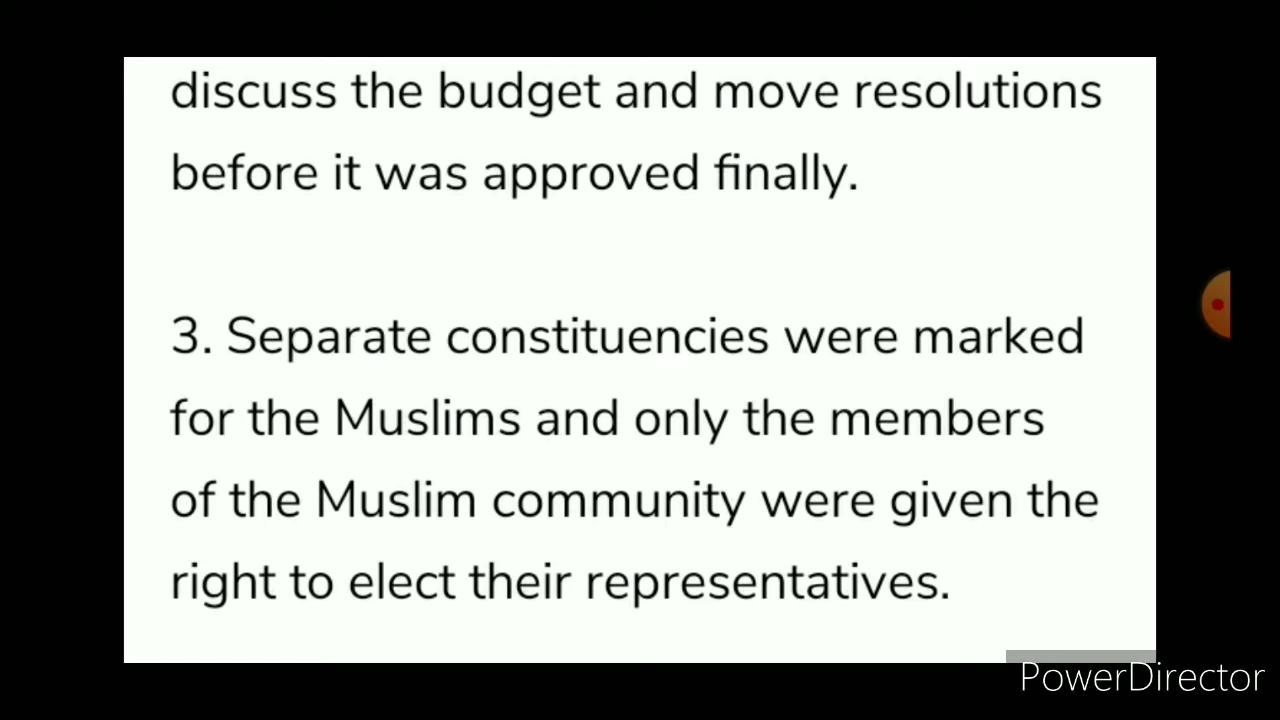 discuss the budget and move resolutions
before it was approved finally.
3. Separate constituencies were marked
for the Muslims and only the members
of the Muslim community were given the
right to elect their representatives.
PowerDirector